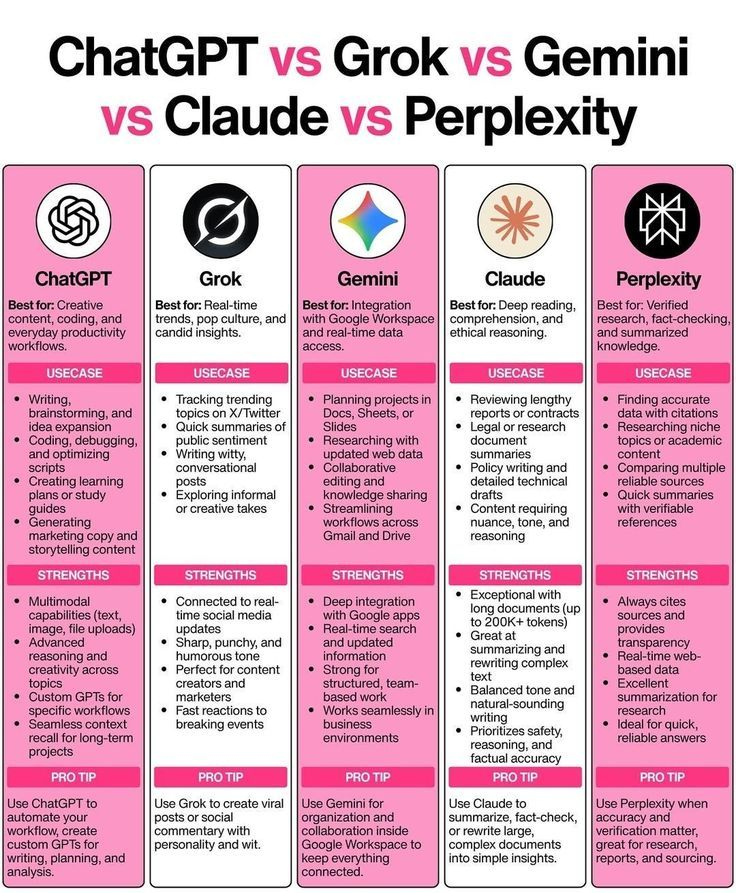 ChatGPT vs Grok vs Gemini
vs Claude vs Perplexity
ChatGPT
Best for: Creative
content, coding, and
everyday productivity
workflows.
USECASE
• Writing,
brainstorming, and
idea expansion
• Coding, debugging,
and optimizing
scripts
• Creating learning
plans or study
guides
• Generating
marketing copy and
storytelling content
STRENGTHS
• Multimodal
capabilities (text,
image, file uploads)
• Advanced
reasoning and
creativity across
topics
• Custom GPTs for
specific workflows
• Seamless context
recall for long-term
projects
PRO TIP
Use ChatGPT to
automate your
workflow, create
custom GPTs for
writing, planning, and
analysis.
Grok
Best for: Real-time
trends, pop culture, and
candid insights.
USECASE
• Tracking trending
topics on X/Twitter
• Quick summaries of
public sentiment
• Writing witty,
conversational
posts
• Exploring informal
or creative takes
STRENGTHS
• Connected to real-
time social media
updates
• Sharp, punchy, and
humorous tone
• Perfect for content
creators and
marketers
• Fast reactions to
breaking events
PRO TIP
Use Grok to create viral
posts or social
commentary with
personality and wit.
Gemini
Best for: Integration
with Google Workspace
and real-time data
access.
USECASE
• Planning projects in
Docs, Sheets, or
Slides
• Researching with
updated web data
• Collaborative
editing and
knowledge sharing
• Streamlining
workflows across
Gmail and Drive
STRENGTHS
• Deep integration
with Google apps
• Real-time search
and updated
information
• Strong for
structured, team-
based work
• Works seamlessly in
business
environments
PRO TIP
Use Gemini for
organization and
collaboration inside
Google Workspace to
keep everything
connected.
Claude
Best for: Deep reading,
comprehension, and
ethical reasoning.
USECASE
• Reviewing lengthy
reports or contracts
• Legal or research
document
summaries
• Policy writing and
detailed technical
drafts
• Content requiring
nuance, tone, and
reasoning
STRENGTHS
• Exceptional with
long documents (up
to 200K+ tokens)
• Great at
summarizing and
rewriting complex
text
• Balanced tone and
natural-sounding
writing
• Prioritizes safety,
reasoning, and
factual accuracy
PRO TIP
Use Claude to
summarize, fact-check,
or rewrite large,
complex documents
into simple insights.
Perplexity
Best for: Verified
research, fact-checking,
and summarized
knowledge.
USECASE
• Finding accurate
data with citations
• Researching niche
topics or academic
content
• Comparing multiple
reliable sources
• Quick summaries
with verifiable
references
STRENGTHS
• Always cites
sources and
provides
transparency
• Real-time web-
based data
• Excellent
summarization for
research
• Ideal for quick,
reliable answers
PRO TIP
Use Perplexity when
accuracy and
verification matter,
great for research,
reports, and sourcing.